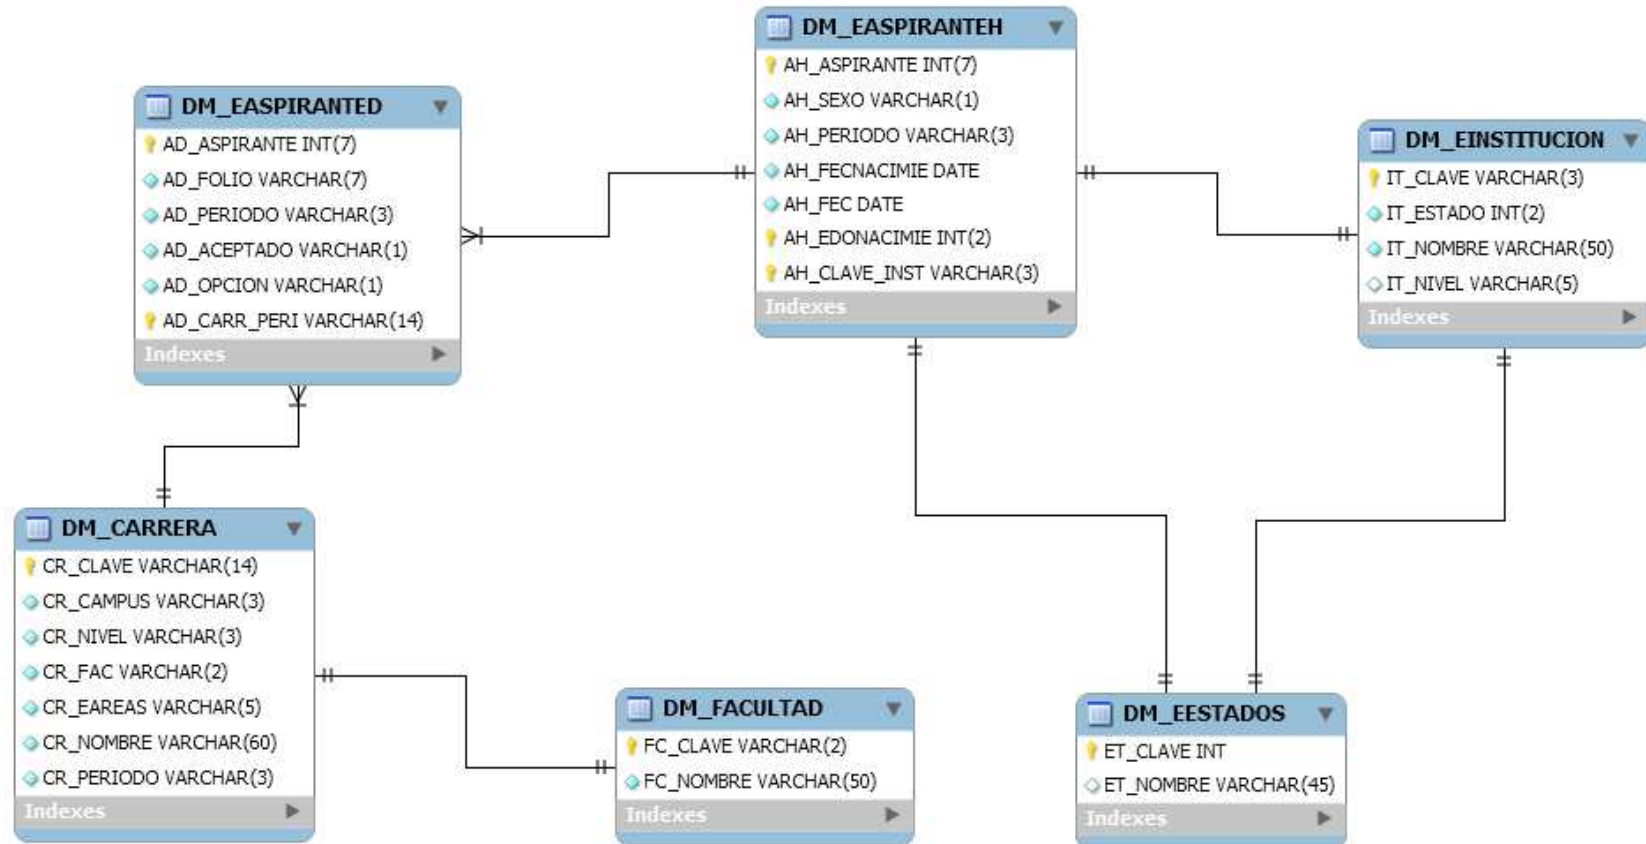 DM_EASPIRANTED
AD_ASPIRANTE INT(7)
AD_FOLIO VARCHAR(7)
AD_PERIODO VARCHAR(3)
AD_ACEPTADO VARCHAR(1)
AD_OPCION VARCHAR(1)
AD_CARR_PERI VARCHAR(14)
Indexes
DM_EASPIRANTEH
AH_ASPIRANTE INT(7)
AH_SEXO VARCHAR(1)
AH_PERIODO VARCHAR(3)
AH_FECNACIMIE DATE
AH_FEC DATE
AH_EDONACIMIE INT(2)
AH_CLAVE_INST VARCHAR(3)
Indexes
DM_EINSTITUCION
IT_CLAVE VARCHAR(3)
IT_ESTADO INT(2)
IT_NOMBRE VARCHAR(50)
IT_NIVEL VARCHAR(5)
Indexes
DM_CARRERA
CR_CLAVE VARCHAR(14)
CR_CAMPUS VARCHAR(3)
CR_NIVEL VARCHAR(3)
CR_FAC VARCHAR(2)
CR_EAREAS VARCHAR(5)
CR_NOMBRE VARCHAR(60)
CR_PERIODO VARCHAR(3)
Indexes
DM_FACULTAD
FC_CLAVE VARCHAR(2)
FC_NOMBRE VARCHAR(50)
Indexes
DM_EESTADOS
ET_CLAVE INT
ET_NOMBRE VARCHAR(45)
Indexes